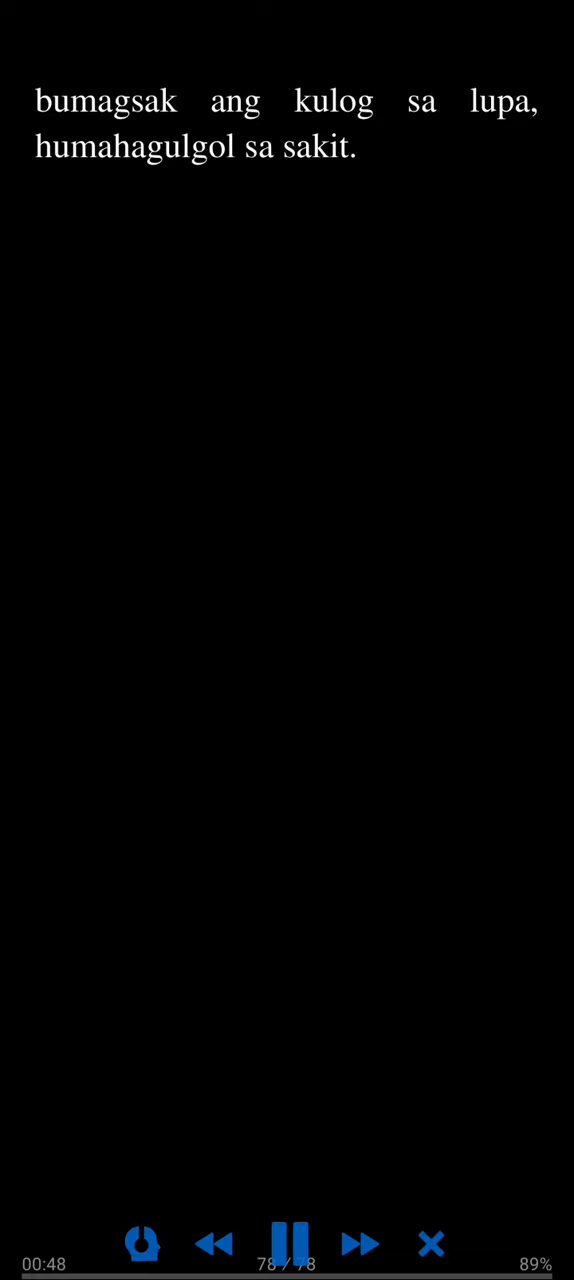 bumagsak ang kulog sa lupa,
humahagulgol sa sakit.
00:48 78 / 78 89%